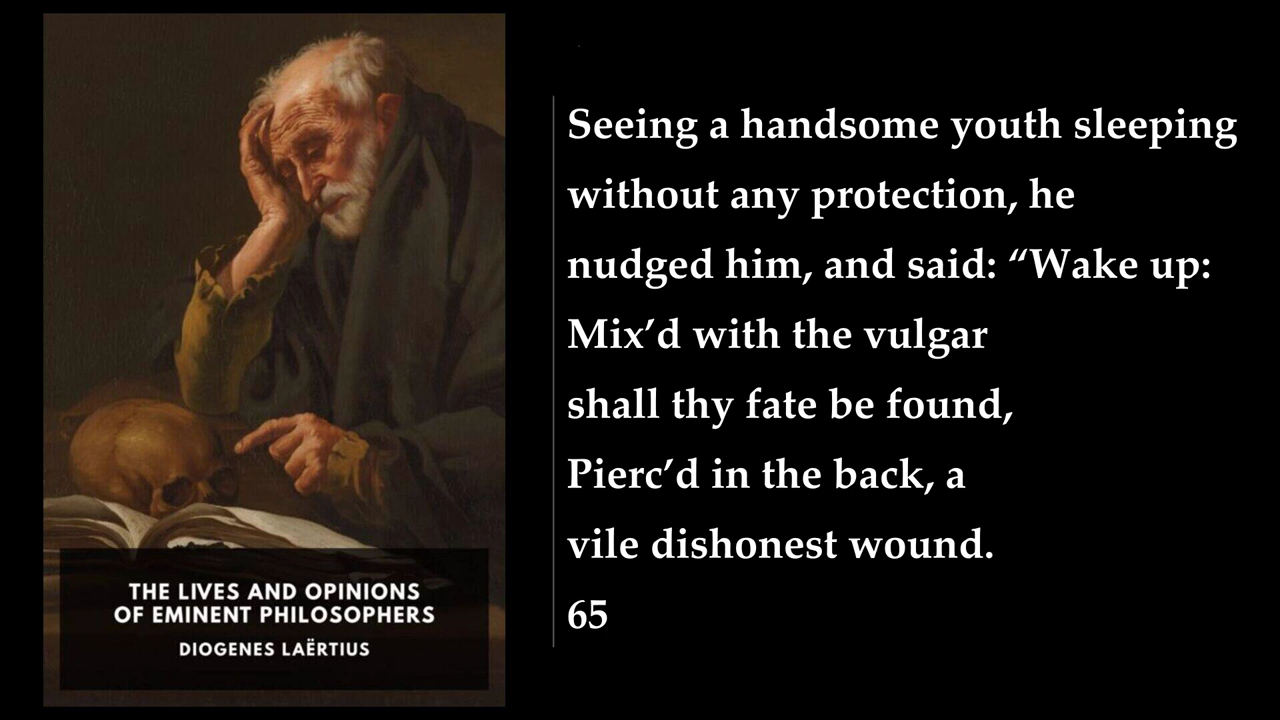 THE LIVES AND OPINIONS
OF EMINENT PHILOSOPHERS
DIOGENES LAËRTIUS
Seeing a handsome youth sleeping
without any protection, he
nudged him, and said: “Wake up:
Mix’d with the vulgar
shall thy fate be found,
Pierc’d in the back, a
vile dishonest wound.
65